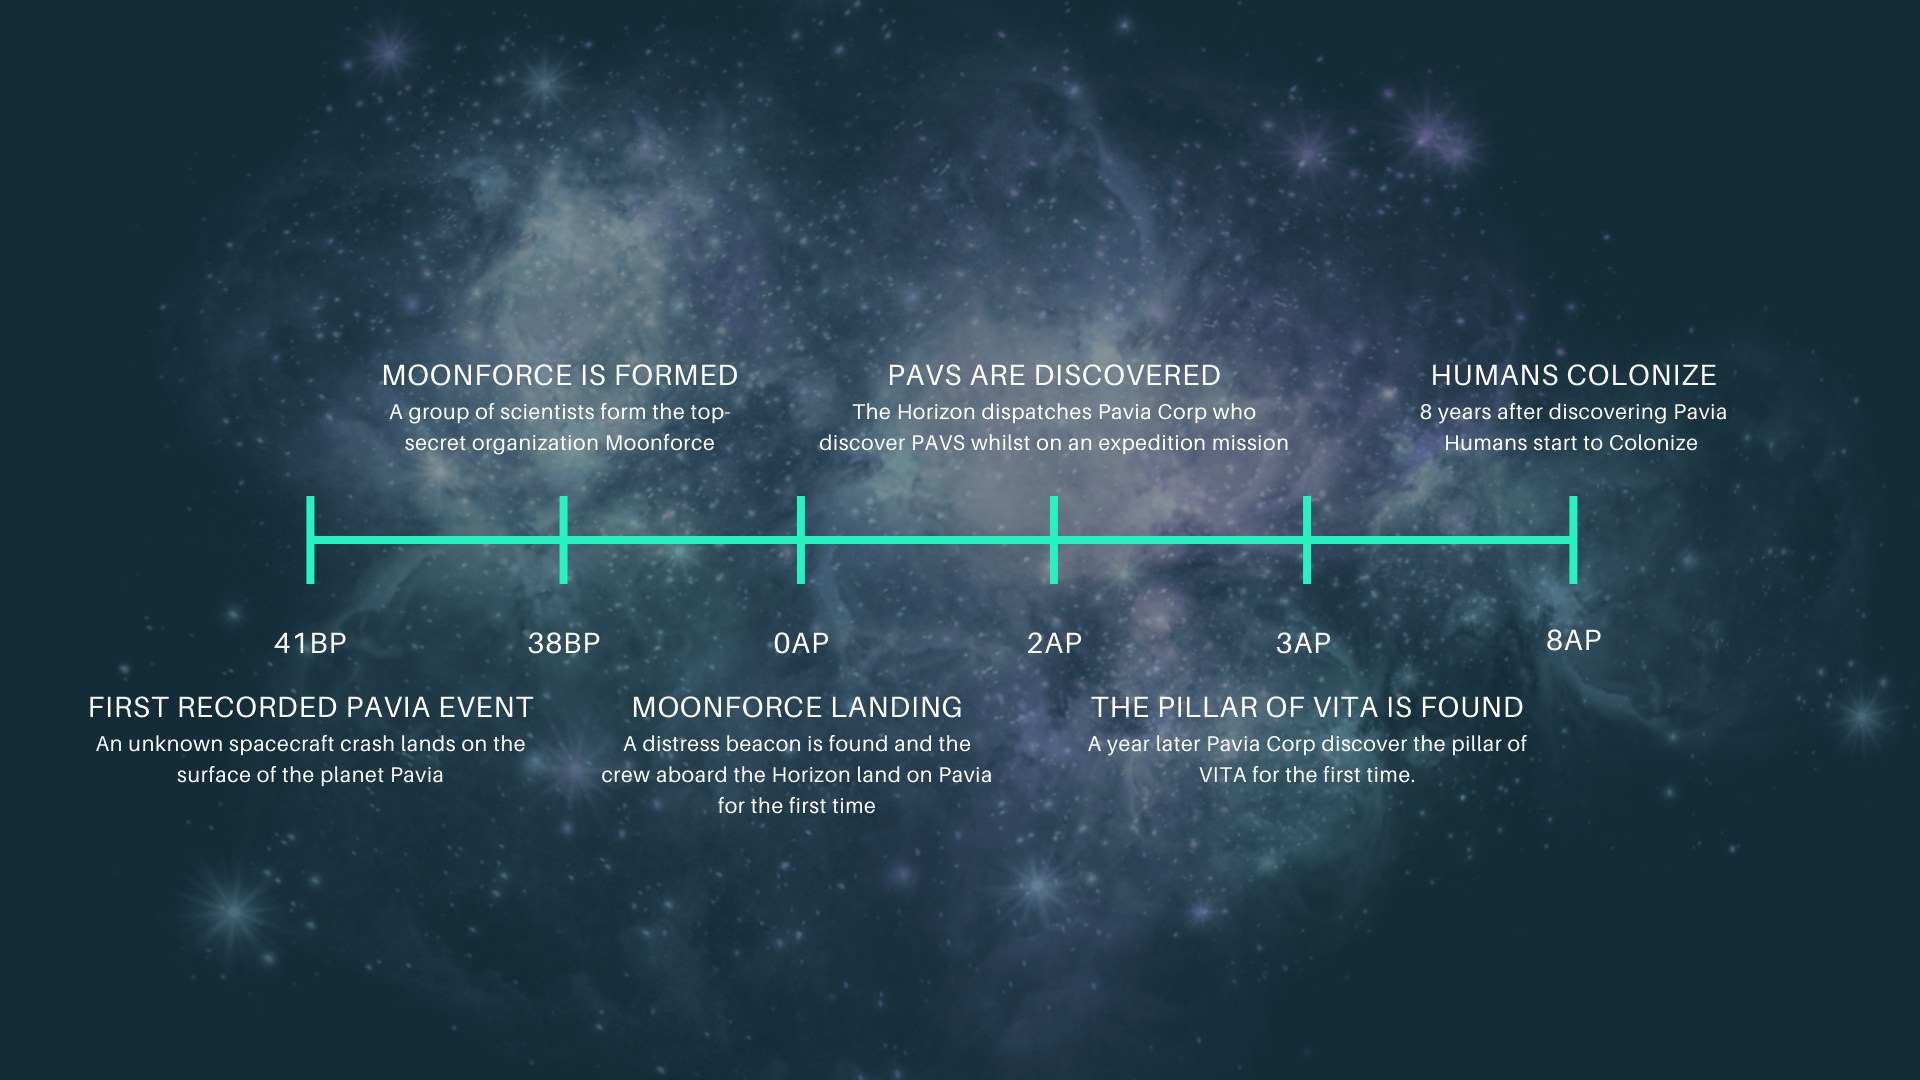 MOONFORCE IS FORMED
A group of scientists form the top-
secret organization Moonforce
PAVS ARE DISCOVERED
The Horizon dispatches Pavia Corp who
discover PAVS whilst on an expedition mission
HUMANS COLONIZE
8 years after discovering Pavia
Humans start to Colonize
41BP
38BP
0AP
2AP
3AP
8AP
FIRST RECORDED PAVIA EVENT
An unknown spacecraft crash lands on the
surface of the planet Pavia
MOONFORCE LANDING
A distress beacon is found and the
crew aboard the Horizon land on Pavia
for the first time
THE PILLAR OF VITA IS FOUND
A year later Pavia Corp discover the pillar of
VITA for the first time.